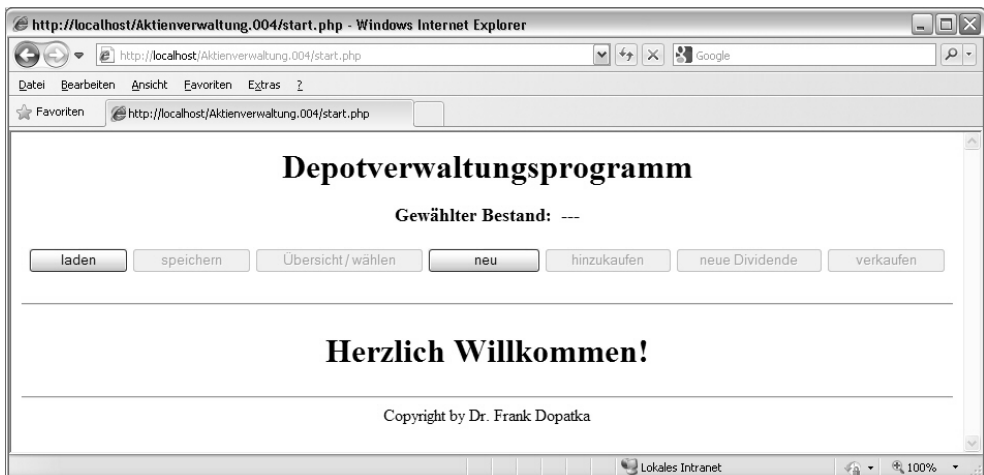 http://localhost/Aktienverwaltung.004/start.php - Windows Internet Explorer
http://localhost/Aktienverwaltung.004/start.php
Google
Datei Bearbeiten Ansicht Favoriten Extras ?
Favoriten
http://localhost/Aktienverwaltung.004/start.php
Depotverwaltungsprogramm
Gewählter Bestand: ---
laden speichern Übersicht / wählen neu hinzukaufen neue Dividende verkaufen
Herzlich Willkommen!
Copyright by Dr. Frank Dopatka
Lokales Intranet 100%